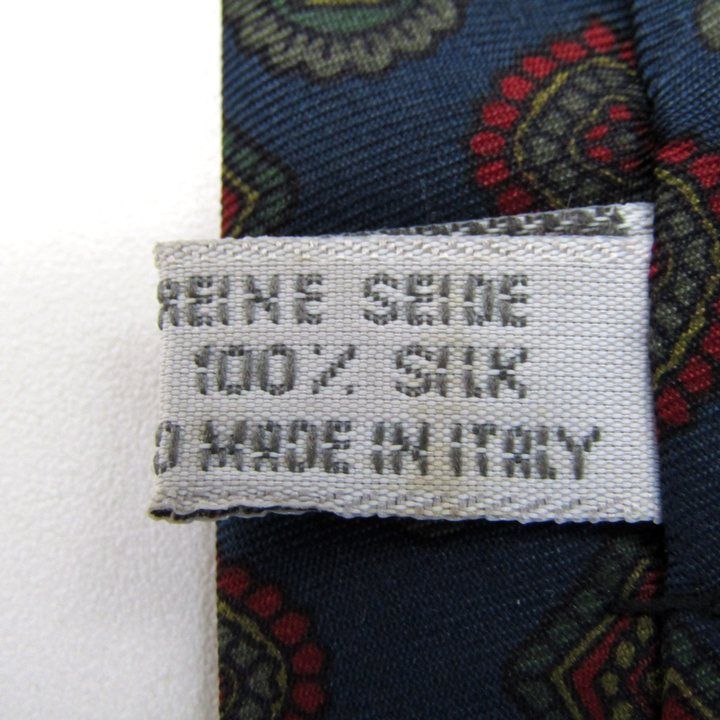 REINE SEIDE
100% SILK
O MADE IN ITALY